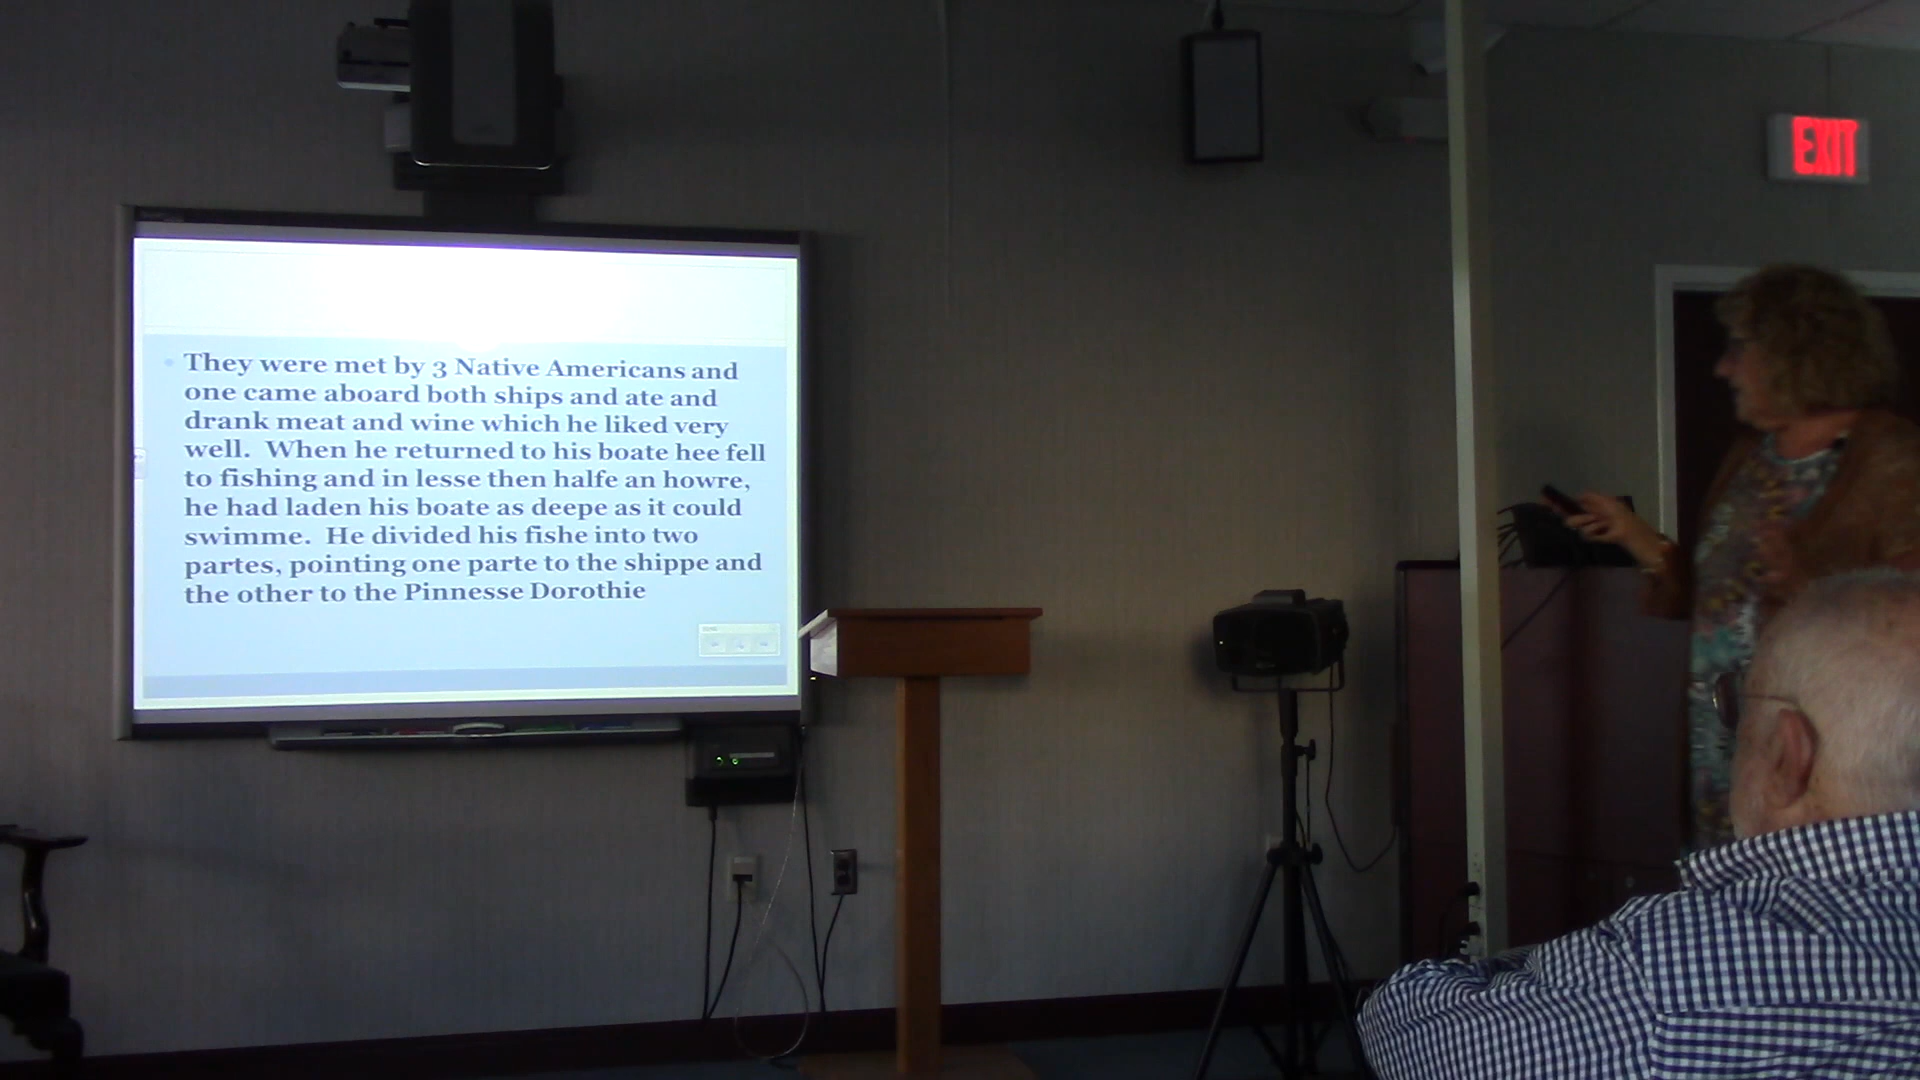 EXIT
They were met by 3 Native Americans and
one came aboard both ships and ate and
drank meat and wine which he liked very
well. When he returned to his boate hee fell
to fishing and in lesse then halfe an howre,
he had laden his boate as deepe as it could
swimme. He divided his fishe into two
partes, pointing one parte to the shippe and
the other to the Pinnesse Dorothie